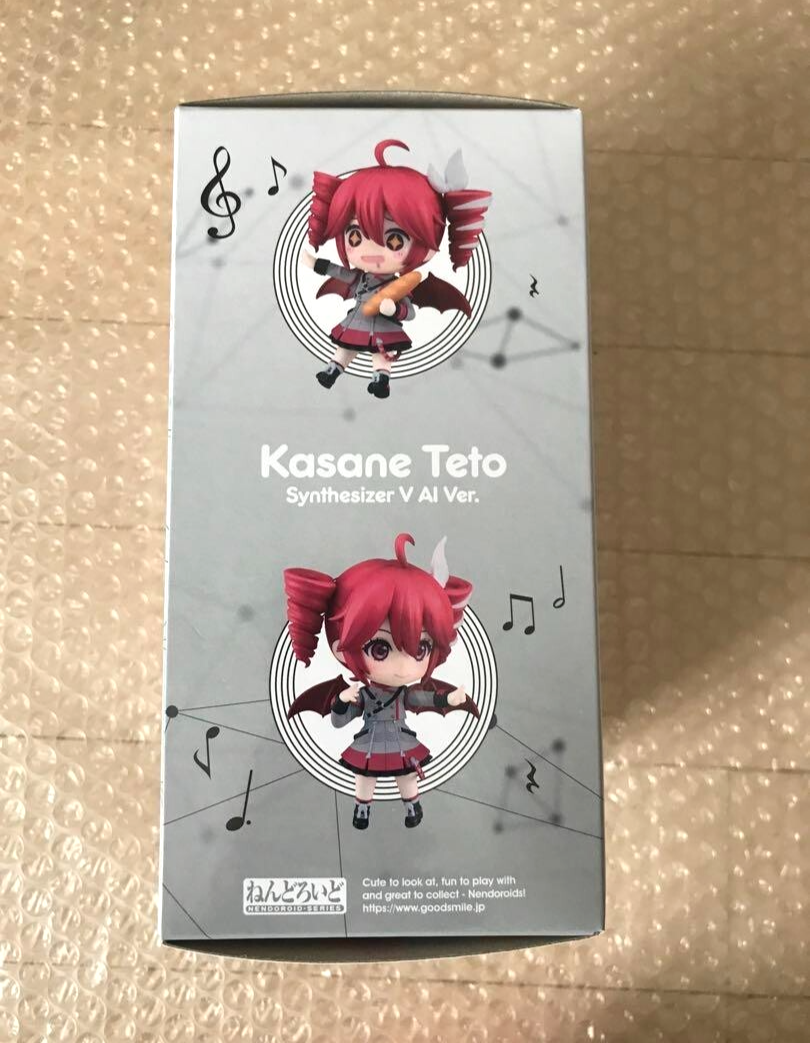 Kasane Teto
Synthesizer V AI Ver.
ねんどろいど
NENDOROID-SERIES
Cute to look at, fun to play with
and great to collect - Nendoroids!
https://www.goodsmile.jp